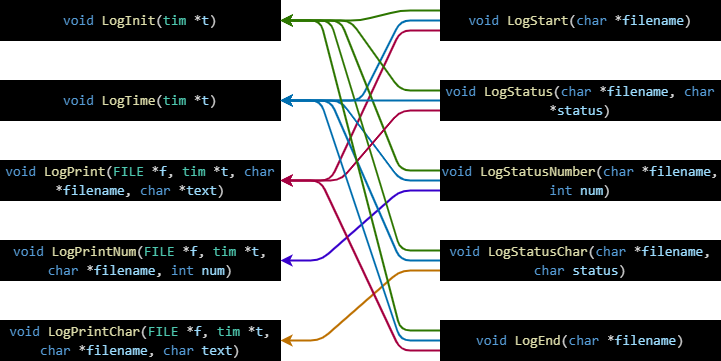 void LogInit(tim *t)
void LogTime(tim *t)
void LogPrint(FILE *f, tim *t, char
*filename, char *text)
void LogPrintNum(FILE *f, tim *t,
char *filename, int num)
void LogPrintChar(FILE *f, tim *t,
char *filename, char text)
void LogStart(char *filename)
void LogStatus(char *filename, char
*status)
void LogStatusNumber(char *filename,
int num)
void LogStatusChar(char *filename,
char status)
void LogEnd(char *filename)